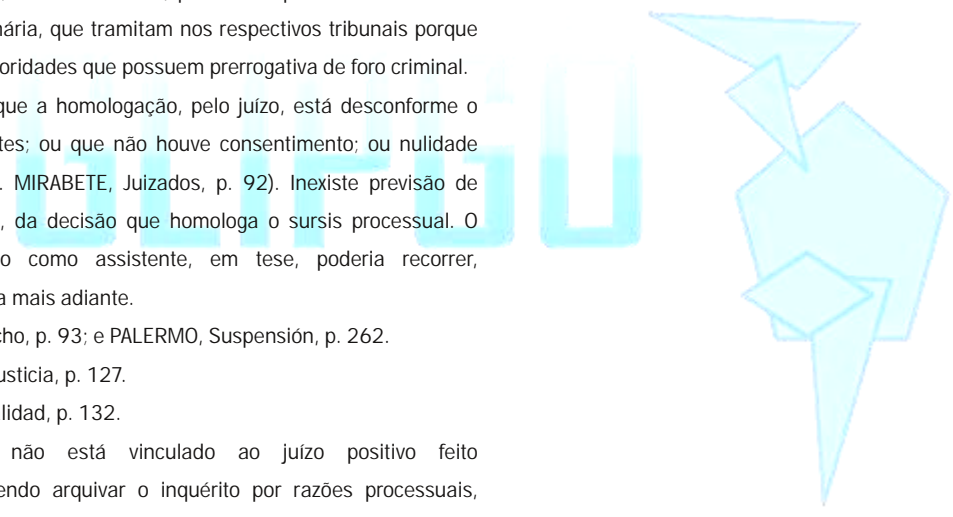 nária, que tramitam nos respectivos tribunais porque
oridades que possuem prerrogativa de foro criminal.
que a homologação, pelo juízo, está desconforme o
tes; ou que não houve consentimento; ou nulidade
. MIRABETE, Juizados, p. 92). Inexiste previsão de
, da decisão que homologa o sursis processual. O
o como assistente, em tese, poderia recorrer,
a mais adiante.
cho, p. 93; e PALERMO, Suspensión, p. 262.
usticia, p. 127.
lidad, p. 132.
não está vinculado ao juízo positivo feito
endo arquivar o inquérito por razões processuais,